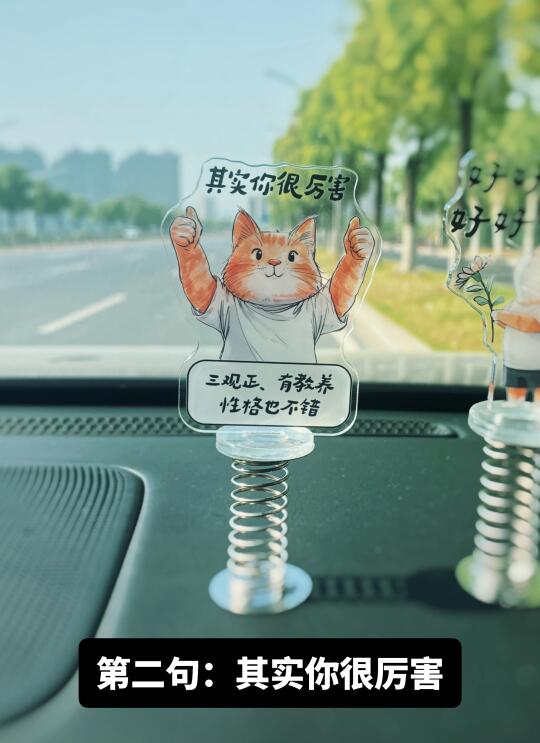 其实你很厉害
三观正、有教养
性格也不错
好好
第二句：其实你很厉害